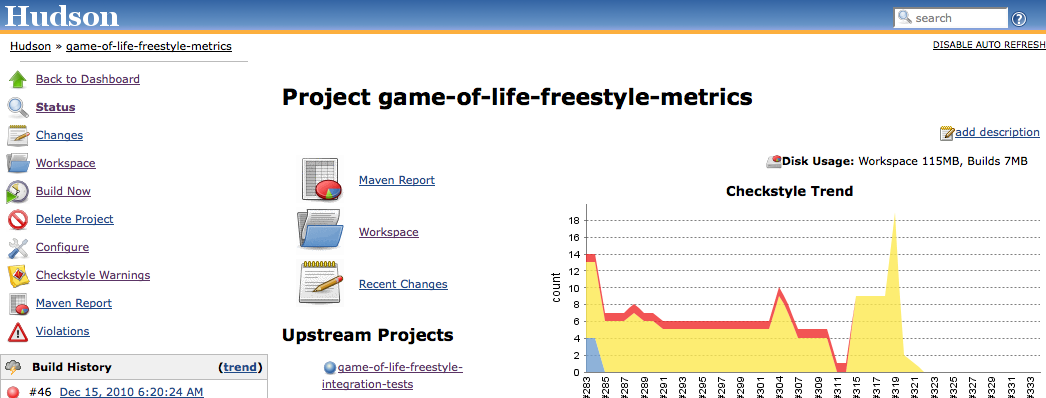 Hudson
search
Hudson » game-of-life-freestyle-metrics
DISABLE AUTO REFRESH
Back to Dashboard
Status
Changes
Workspace
Build Now
Delete Project
Configure
Checkstyle Warnings
Maven Report
Violations
Build History (trend)
#46 Dec 15, 2010 6:20:24 AM
Project game-of-life-freestyle-metrics
add description
Disk Usage: Workspace 115MB, Builds 7MB
Maven Report
Workspace
Recent Changes
Upstream Projects
game-of-life-freestyle-
integration-tests
Checkstyle Trend
count
18
16
14
12
10
8
6
4
2
0
#283
#285
#287
#289
#291
#293
#295
#297
#299
#301
#304
#307
#309
#311
#315
#317
#319
#321
#323
#325
#327
#329
#331
#333